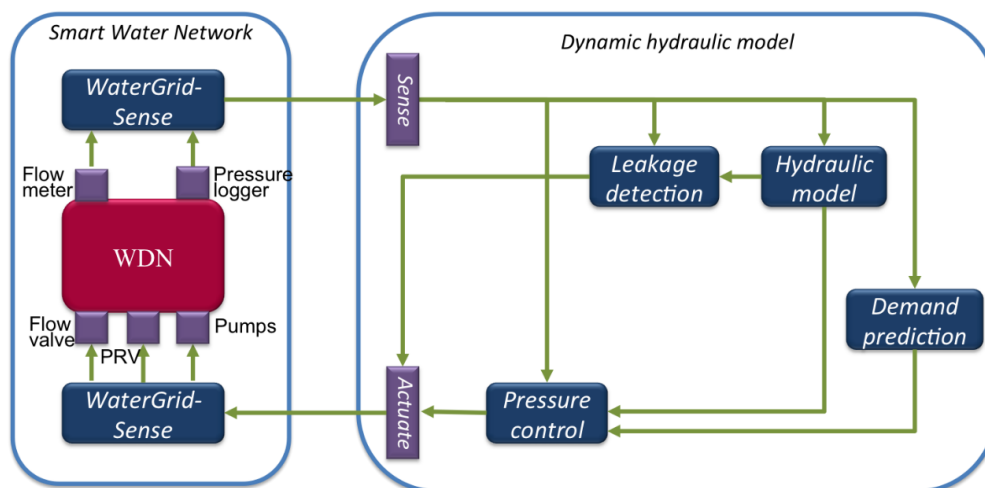 Smart Water Network
WaterGrid-
Sense
Flow
meter
Pressure
logger
WDN
Flow
valve
PRV
Pumps
WaterGrid-
Sense
Dynamic hydraulic model
Sense
Leakage
detection
Hydraulic
model
Demand
prediction
Actuate
Pressure
control